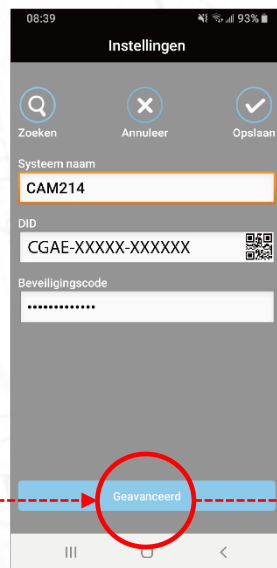 08:39 93%
Instellingen
Zoeken Annuleer Opslaan
Systeem naam
CAM214
DID
CGAE-XXXXX-XXXXXX
Beveiligingscode
•••••••••••••
Geavanceerd